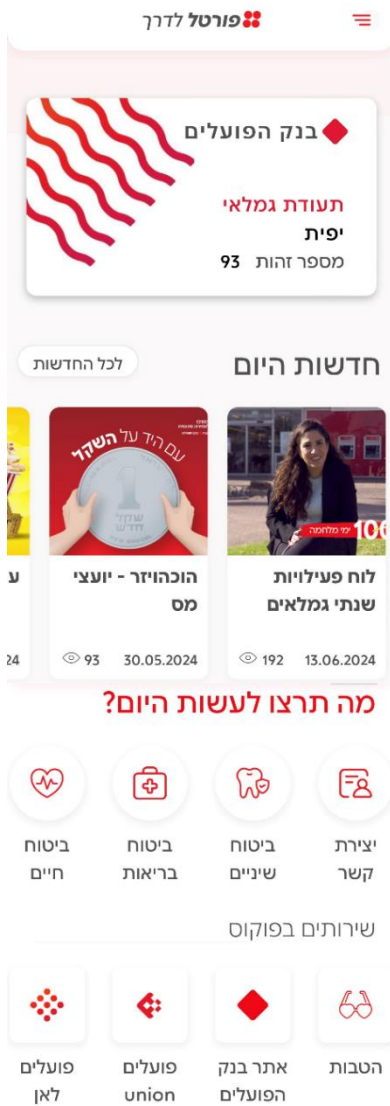 פורטל לדרך
בנק הפועלים
תעודת גמלאי
יפית
מספר זהות 93
חדשות היום
לכל החדשות
100 ימי מלחמה
לוח פעילויות
שנתי גמלאים
13.06.2024 192
עם היד על השקל
1
שקל
חדש
הוכהויזר - יועצי
מס
30.05.2024 93
ע
24
מה תרצו לעשות היום?
יצירת
קשר
ביטוח
שיניים
ביטוח
בריאות
ביטוח
חיים
שירותים בפוקוס
הטבות
אתר בנק
הפועלים
פועלים
union
פועלים
לאן